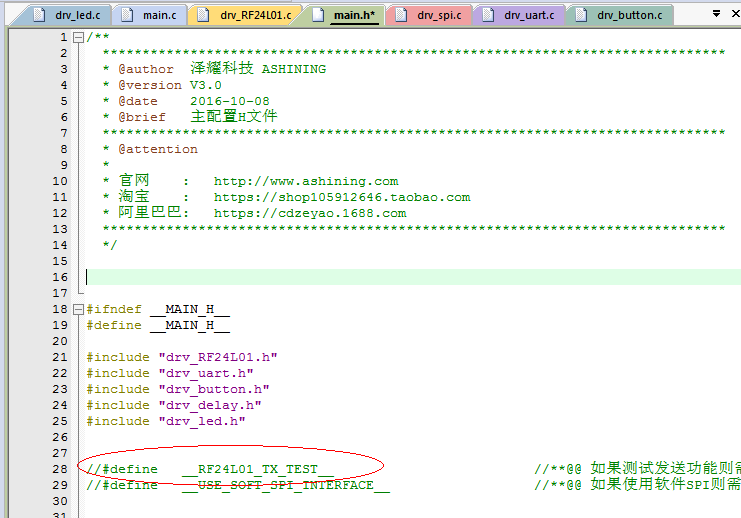 drv_led.c main.c drv_RF24L01.c main.h* drv_spi.c drv_uart.c drv_button.c
1 /**
2 ******************************************************************************
3 * @author 泽耀科技 ASHINING
4 * @version V3.0
5 * @date 2016-10-08
6 * @brief 主配置H文件
7 ******************************************************************************
8 * @attention
9 *
10 * 官网 : http://www.ashining.com
11 * 淘宝 : https://shop105912646.taobao.com
12 * 阿里巴巴: https://cdzeyao.1688.com
13 ******************************************************************************
14 */
15
16
17
18 #ifndef __MAIN_H__
19 #define __MAIN_H__
20
21 #include "drv_RF24L01.h"
22 #include "drv_uart.h"
23 #include "drv_button.h"
24 #include "drv_delay.h"
25 #include "drv_led.h"
26
27
28 //#define __RF24L01_TX_TEST__ //**@@ 如果测试发送功能则需
29 //#define __USE_SOFT_SPI_INTERFACE__ //**@@ 如果使用软件SPI则需
30
31